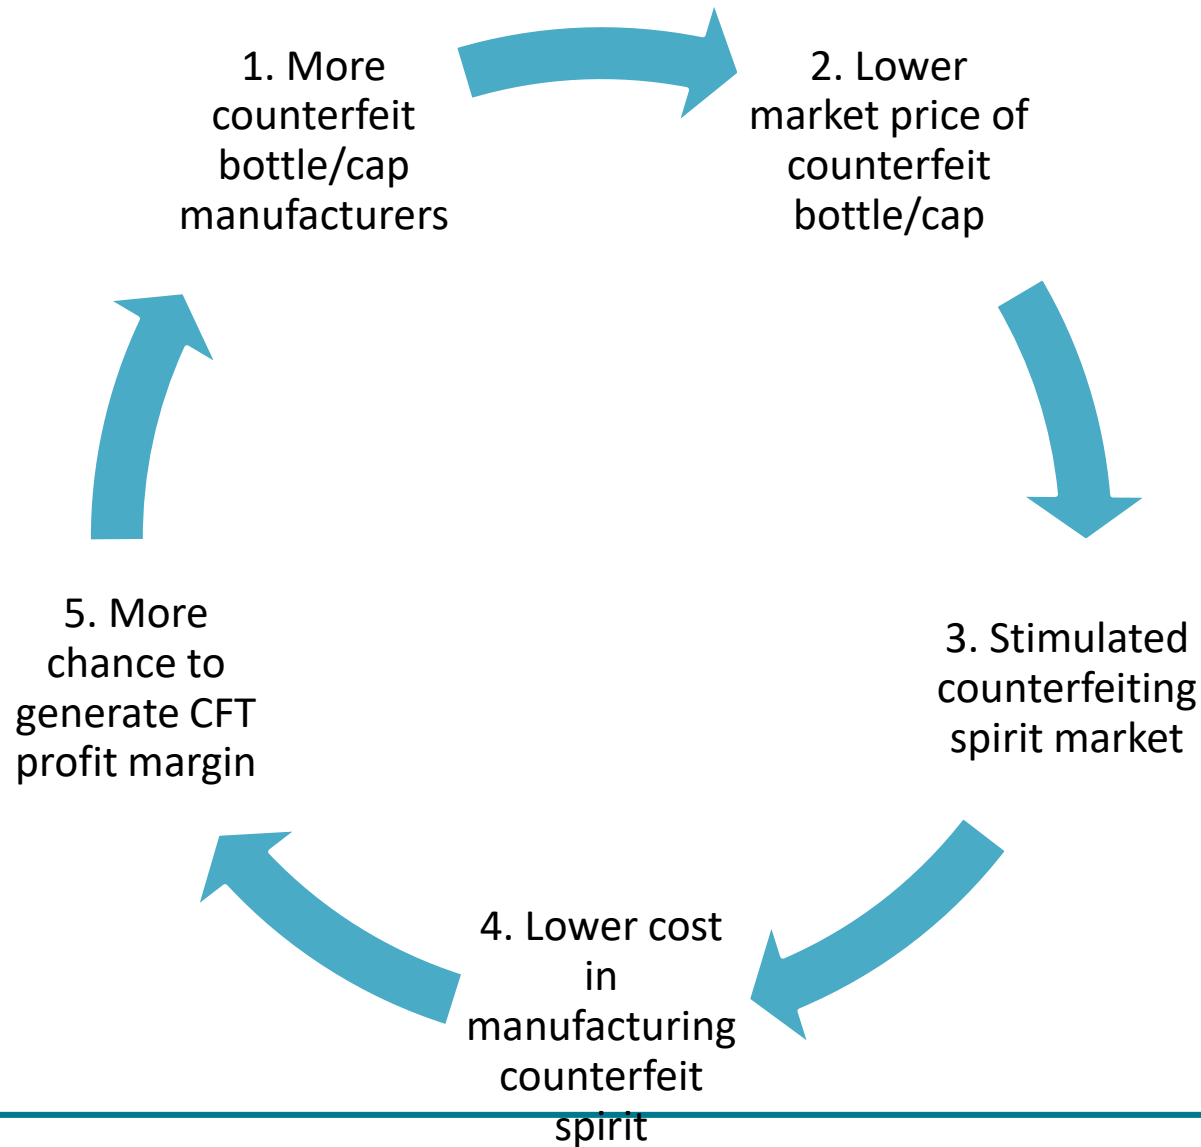 1. More
counterfeit
bottle/cap
manufacturers
2. Lower
market price of
counterfeit
bottle/cap
3. Stimulated
counterfeiting
spirit market
4. Lower cost
in
manufacturing
counterfeit
spirit
5. More
chance to
generate CFT
profit margin